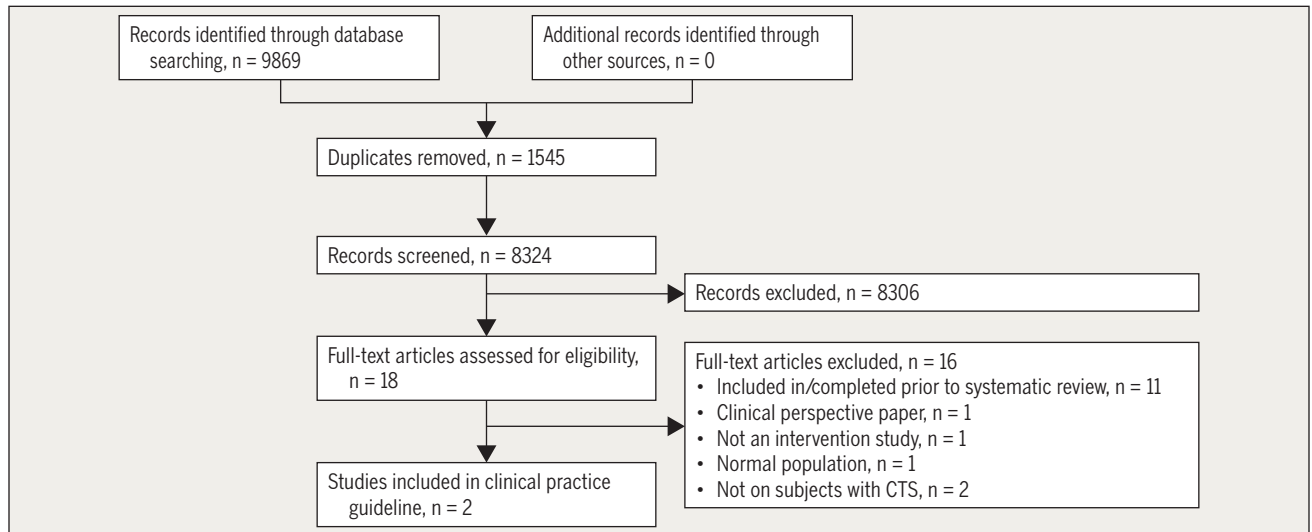 Records identified through database
searching, n = 9869
Additional records identified through
other sources, n = 0
Duplicates removed, n = 1545
Records screened, n = 8324
Records excluded, n = 8306
Full-text articles assessed for eligibility,
n = 18
Full-text articles excluded, n = 16
• Included in/completed prior to systematic review, n = 11
• Clinical perspective paper, n = 1
• Not an intervention study, n = 1
• Normal population, n = 1
• Not on subjects with CTS, n = 2
Studies included in clinical practice
guideline, n = 2